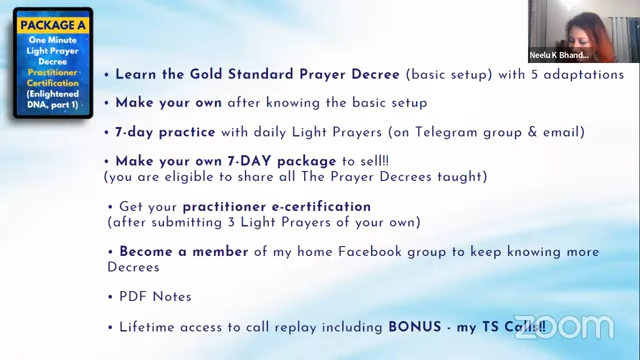 PACKAGE A
One Minute
Light Prayer
Decree
Practitioner
Certification
(Enlightened
DNA, part 1)
Neelu K Bhand...
• Learn the Gold Standard Prayer Decree (basic setup) with 5 adaptations
• Make your own after knowing the basic setup
• 7-day practice with daily Light Prayers (on Telegram group & email)
• Make your own 7-DAY package to sell!!
(you are eligible to share all The Prayer Decrees taught)
• Get your practitioner e-certification
(after submitting 3 Light Prayers of your own)
• Become a member of my home Facebook group to keep knowing more
Decrees
• PDF Notes
• Lifetime access to call replay including BONUS - my TS Calls!!
zoom